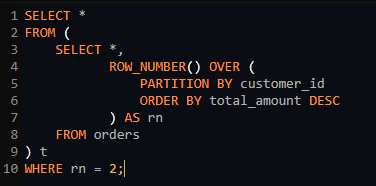 1 SELECT *
2 FROM (
3     SELECT *,
4            ROW_NUMBER() OVER (
5                PARTITION BY customer_id
6                ORDER BY total_amount DESC
7            ) AS rn
8     FROM orders
9 ) t
10 WHERE rn = 2;